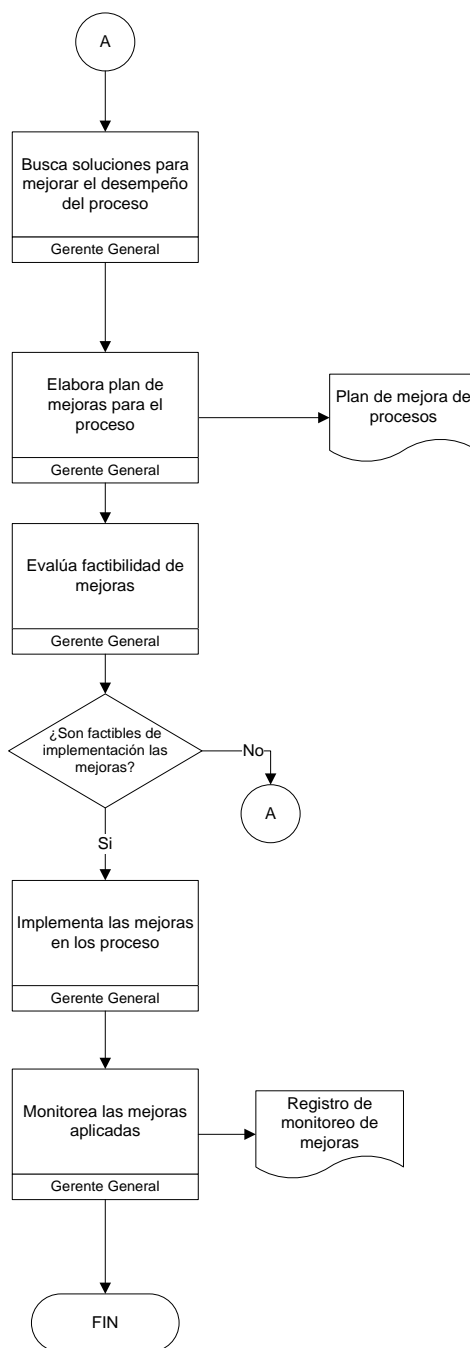 A
Busca soluciones para
mejorar el desempeño
del proceso
Gerente General
Elabora plan de
mejoras para el
proceso
Gerente General
Plan de mejora de
procesos
Evalúa factibilidad de
mejoras
Gerente General
¿Son factibles de
implementación las
mejoras?
No
A
Si
Implementa las mejoras
en los proceso
Gerente General
Monitorea las mejoras
aplicadas
Gerente General
Registro de
monitoreo de
mejoras
FIN